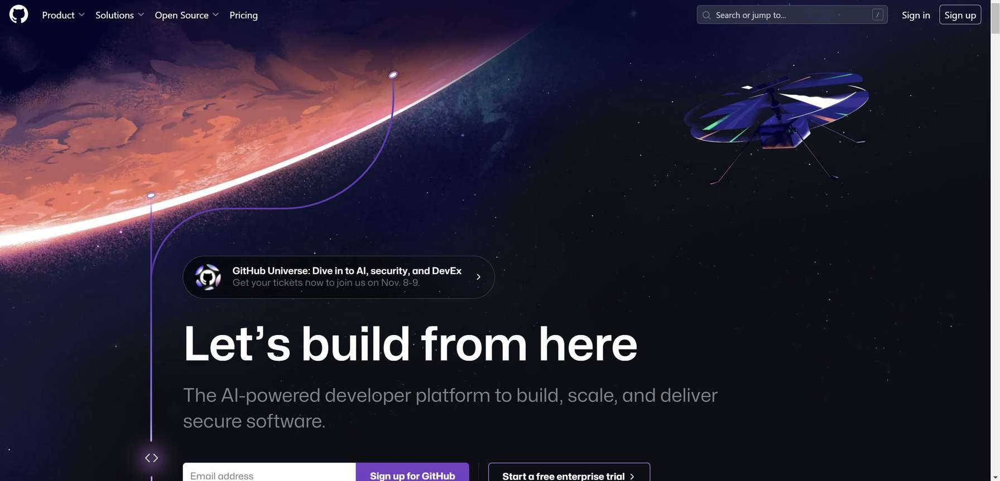 Product Solutions Open Source Pricing Search or jump to... / Sign in Sign up
GitHub Universe: Dive in to AI, security, and DevEx
Get your tickets now to join us on Nov. 8-9.
Let’s build from here
The AI-powered developer platform to build, scale, and deliver
secure software.
Email address Sign up for GitHub Start a free enterprise trial